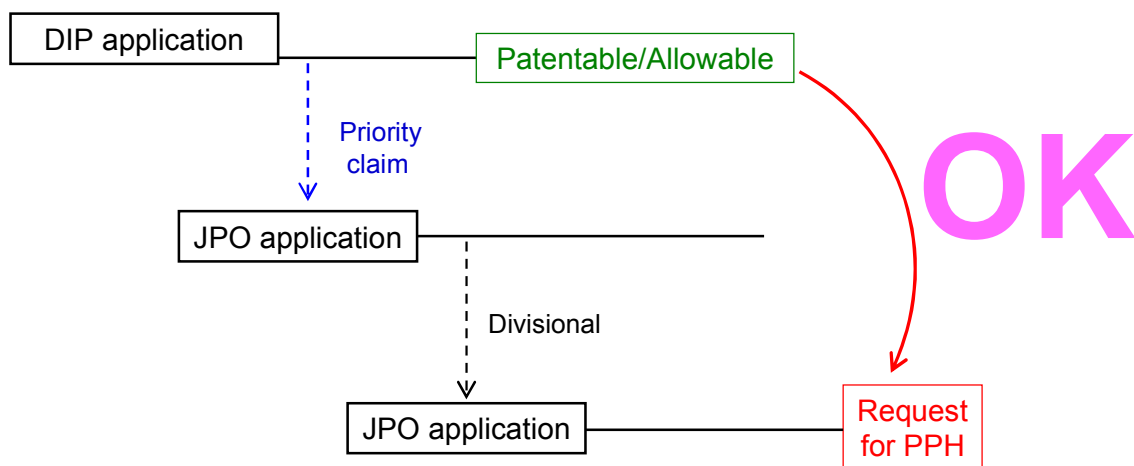 DIP application
Patentable/Allowable
Priority
claim
OK
JPO application
Divisional
JPO application
Request
for PPH